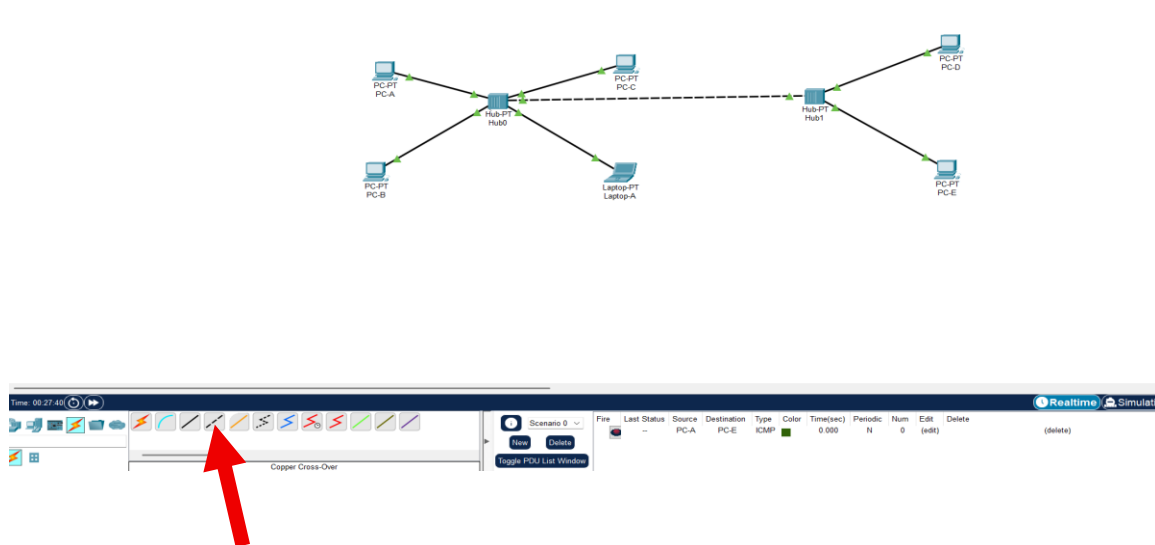 PC-PT
PC-D
PC-PT
PC-A
PC-PT
PC-C
Hub-PT
Hub0
Hub-PT
Hub1
PC-PT
PC-B
Laptop-PT
Laptop-A
PC-PT
PC-E
Time: 00:27:40
Realtime Simulati
Scenario 0
New Delete
Toggle PDU List Window
Fire Last Status Source Destination Type Color Time(sec) Periodic Num Edit Delete
-- PC-A PC-E ICMP 0.000 N 0 (edit) (delete)
Copper Cross-Over